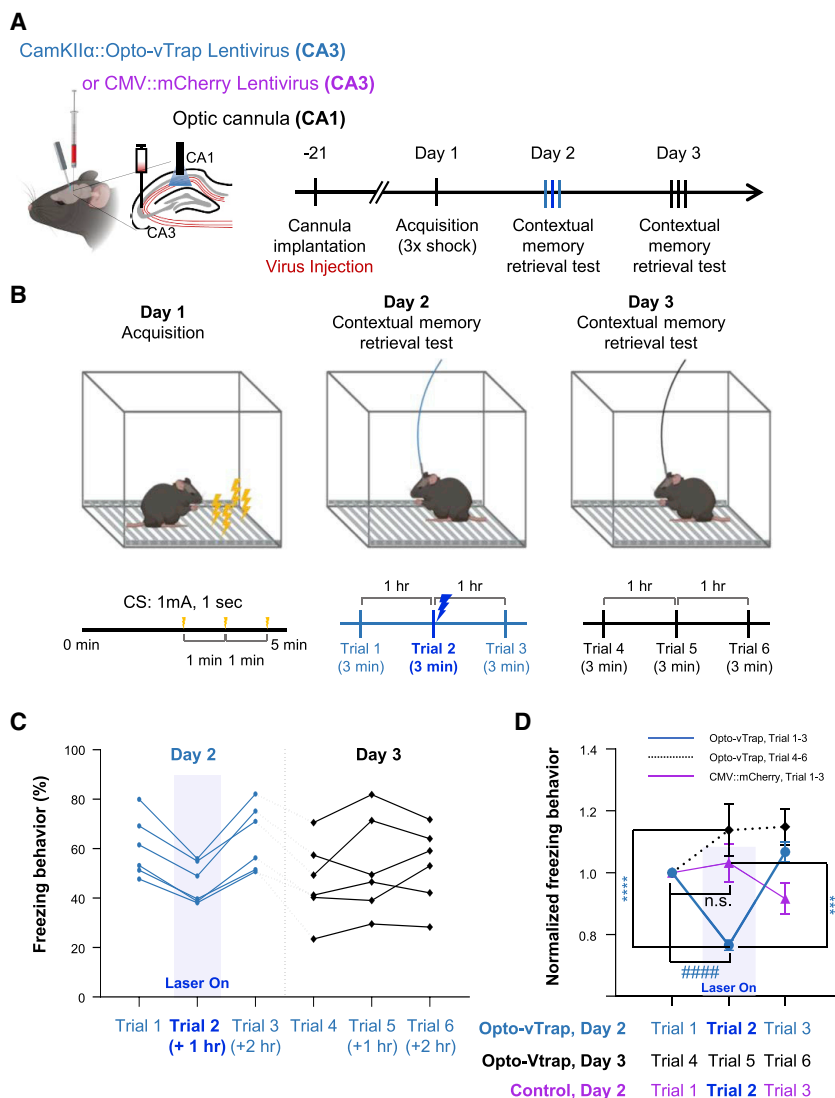 A
CamKIIα::Opto-vTrap Lentivirus (CA3)
or CMV::mCherry Lentivirus (CA3)
Optic cannula (CA1)
CA1
CA3
-21
Day 1
Day 2
Day 3
Cannula
implantation
Virus Injection
Acquisition
(3x shock)
Contextual
memory
retrieval test
Contextual
memory
retrieval test
B
Day 1
Acquisition
Day 2
Contextual memory
retrieval test
Day 3
Contextual memory
retrieval test
CS: 1mA, 1 sec
0 min
5 min
1 min 1 min
1 hr
1 hr
Trial 1
(3 min)
Trial 2
(3 min)
Trial 3
(3 min)
1 hr
1 hr
Trial 4
(3 min)
Trial 5
(3 min)
Trial 6
(3 min)
C
Freezing behavior (%)
100
80
60
40
20
0
Day 2
Day 3
Laser On
Trial 1
Trial 2
(+ 1 hr)
Trial 3
(+2 hr)
Trial 4
Trial 5
(+1 hr)
Trial 6
(+2 hr)
D
Opto-vTrap, Trial 1-3
Opto-vTrap, Trial 4-6
CMV::mCherry, Trial 1-3
Normalized freezing behavior
1.4
1.2
1.0
0.8
****
n.s.
***
####
Laser On
Opto-vTrap, Day 2 Trial 1 Trial 2 Trial 3
Opto-Vtrap, Day 3 Trial 4 Trial 5 Trial 6
Control, Day 2 Trial 1 Trial 2 Trial 3